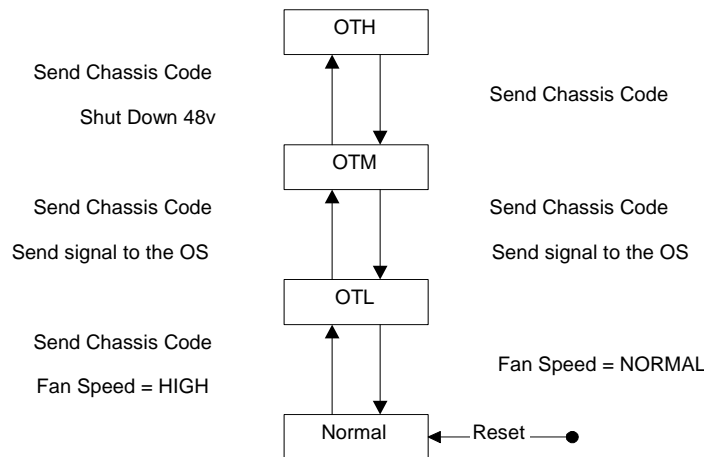 OTH
Send Chassis Code
Shut Down 48v
Send Chassis Code
OTM
Send Chassis Code
Send signal to the OS
Send Chassis Code
Send signal to the OS
OTL
Send Chassis Code
Fan Speed = HIGH
Fan Speed = NORMAL
Normal
Reset